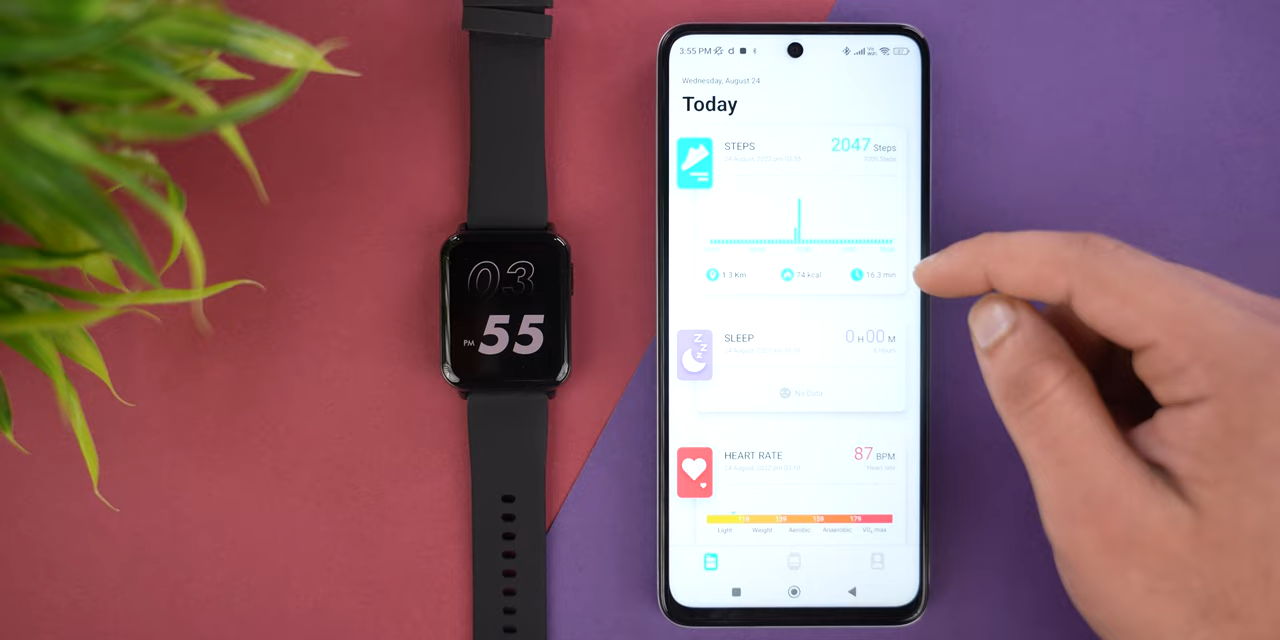 03
PM 55
3:55 PM
Wednesday, August 24
Today
STEPS
2047 Steps
1.3 Km
74 kcal
16.3 min
SLEEP
0 H 00 M
No Data
HEART RATE
87 BPM
Heart rate
139 159 179
Light Weight Aerobic Anaerobic VO₂ max